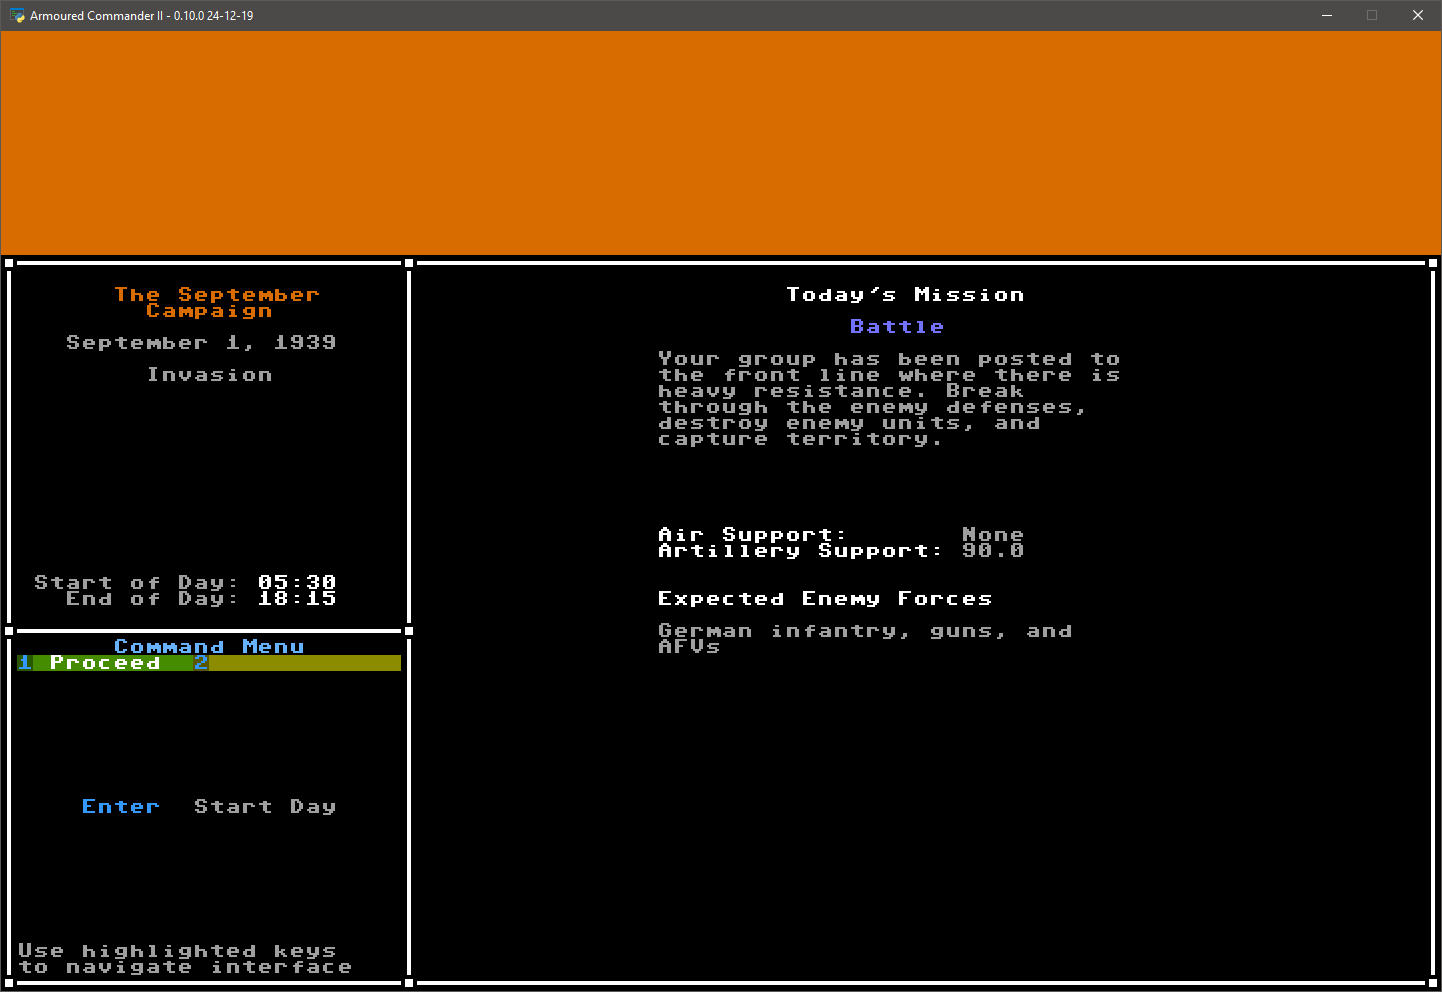 Armoured Commander II - 0.10.0 24-12-19
The September
Campaign
September 1, 1939
Invasion
Start of Day: 05:30
End of Day: 18:15
Command Menu
1 Proceed 2
Enter Start Day
Use highlighted keys
to navigate interface
Today's Mission
Battle
Your group has been posted to
the front line where there is
heavy resistance. Break
through the enemy defenses,
destroy enemy units, and
capture territory.
Air Support: None
Artillery Support: 90.0
Expected Enemy Forces
German infantry, guns, and
AFVs